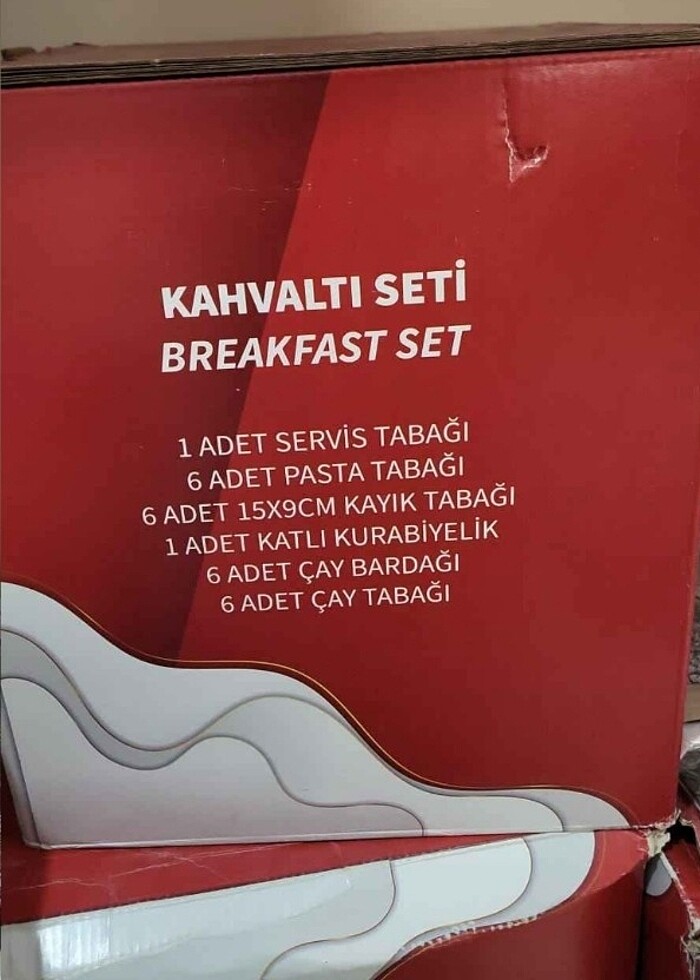 KAHVALTI SETİ
BREAKFAST SET
1 ADET SERVİS TABAĞI
6 ADET PASTA TABAĞI
6 ADET 15X9CM KAYIK TABAĞI
1 ADET KATLI KURABİYELİK
6 ADET ÇAY BARDAĞI
6 ADET ÇAY TABAĞI